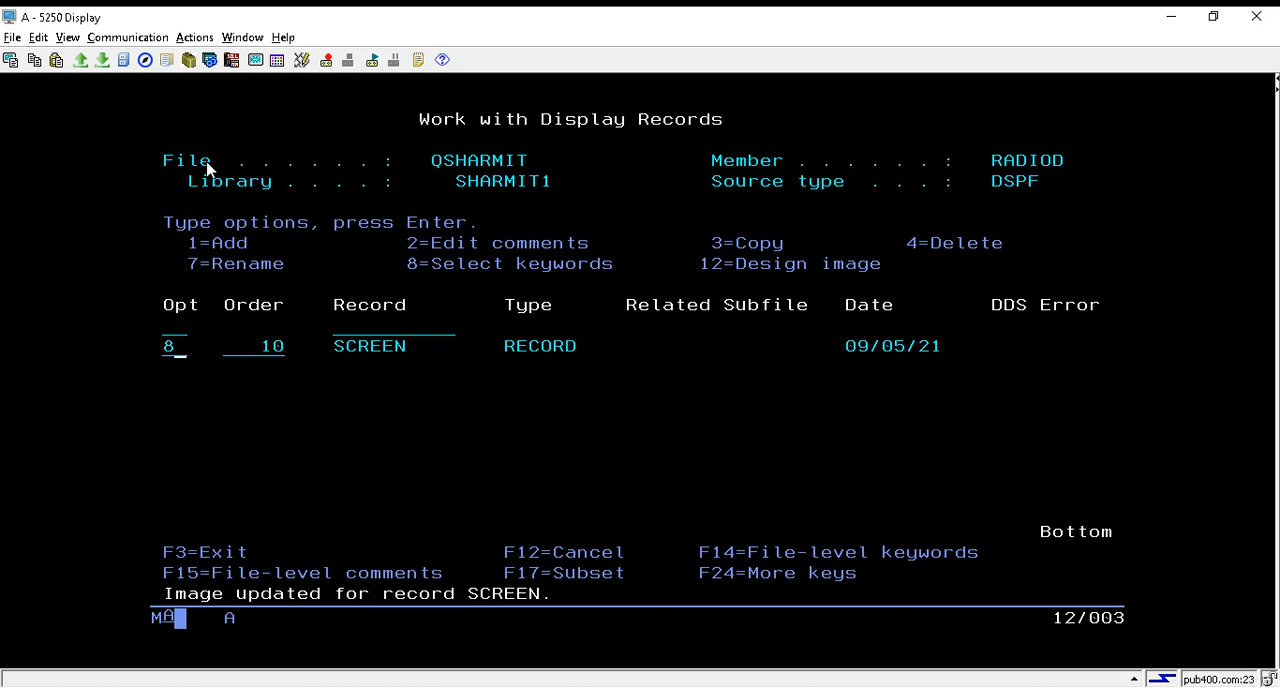 A - 5250 Display
File Edit View Communication Actions Window Help
Work with Display Records
File . . . . . . : QSHARMIT Member . . . . . . : RADIOD
Library . . . . : SHARMIT1 Source type . . . : DSPF
Type options, press Enter.
1=Add 2=Edit comments 3=Copy 4=Delete
7=Rename 8=Select keywords 12=Design image
Opt Order Record Type Related Subfile Date DDS Error
8 10 SCREEN RECORD 09/05/21
Bottom
F3=Exit F12=Cancel F14=File-level keywords
F15=File-level comments F17=Subset F24=More keys
Image updated for record SCREEN.
MA A 12/003
pub400.com:23